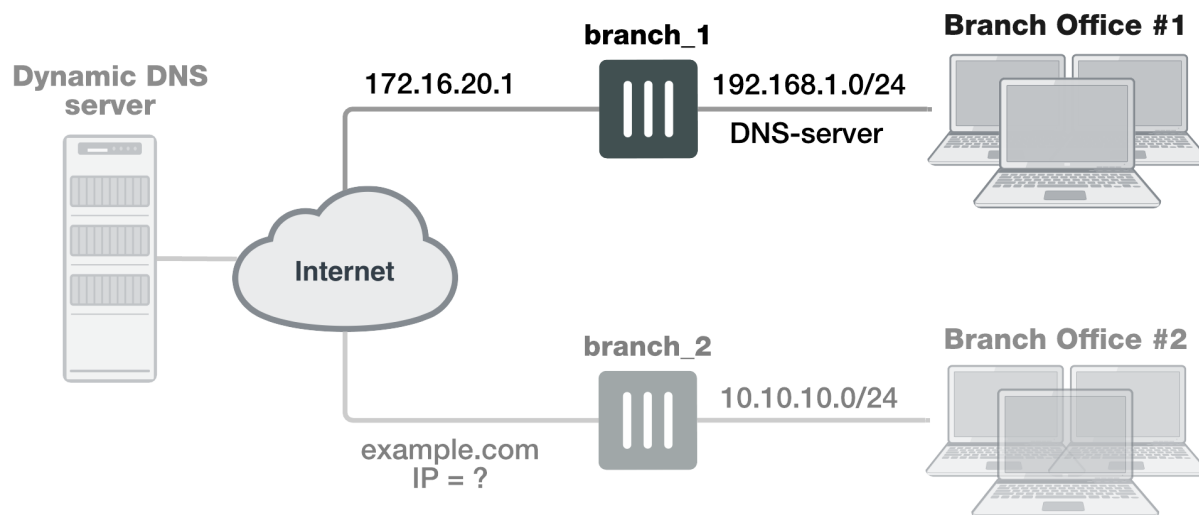 Dynamic DNS
server
Internet
branch_1
172.16.20.1
192.168.1.0/24
DNS-server
Branch Office #1
branch_2
example.com
IP = ?
10.10.10.0/24
Branch Office #2